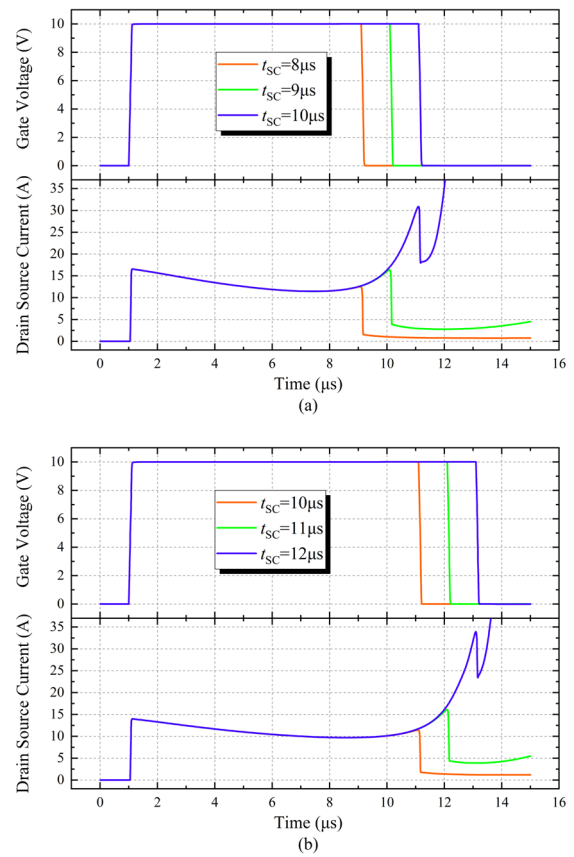 Gate Voltage (V)
10
8
6
4
2
0
tSC=8μs
tSC=9μs
tSC=10μs
Drain Source Current (A)
35
30
25
20
15
10
5
0
0 2 4 6 8 10 12 14 16
Time (μs)
(a)
Gate Voltage (V)
10
8
6
4
2
0
tSC=10μs
tSC=11μs
tSC=12μs
Drain Source Current (A)
35
30
25
20
15
10
5
0
0 2 4 6 8 10 12 14 16
Time (μs)
(b)